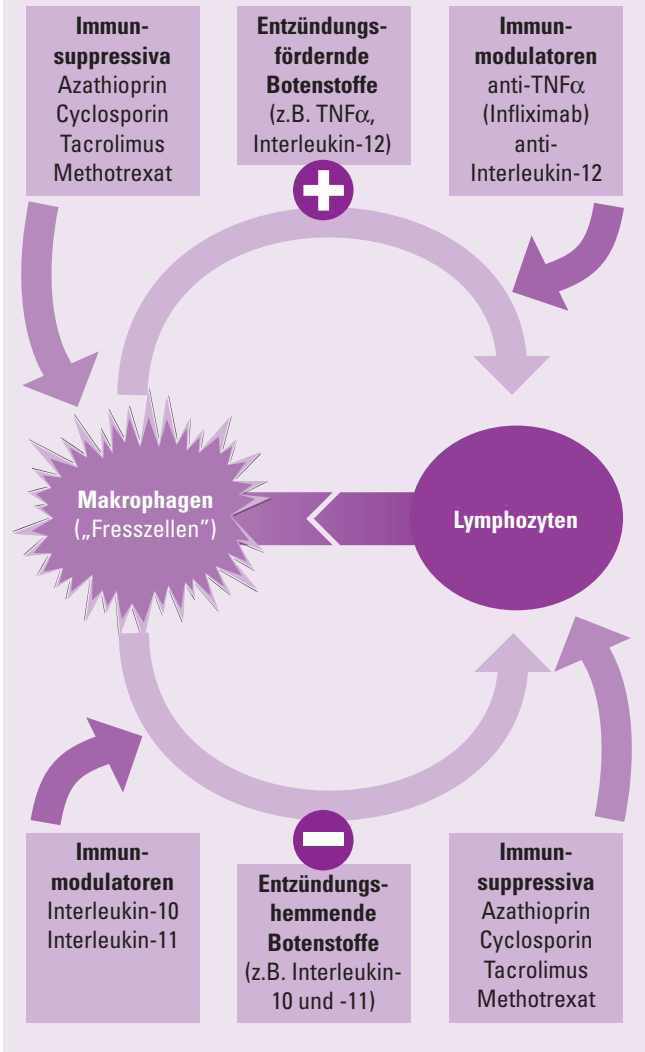 Immun-
suppressiva
Azathioprin
Cyclosporin
Tacrolimus
Methotrexat
Entzündungs-
fördernde
Botenstoffe
(z.B. TNFα,
Interleukin-12)
Immun-
modulatoren
anti-TNFα
(Infliximab)
anti-
Interleukin-12
Makrophagen
(„Fresszellen”)
Lymphozyten
Immun-
modulatoren
Interleukin-10
Interleukin-11
Entzündungs-
hemmende
Botenstoffe
(z.B. Interleukin-
10 und -11)
Immun-
suppressiva
Azathioprin
Cyclosporin
Tacrolimus
Methotrexat